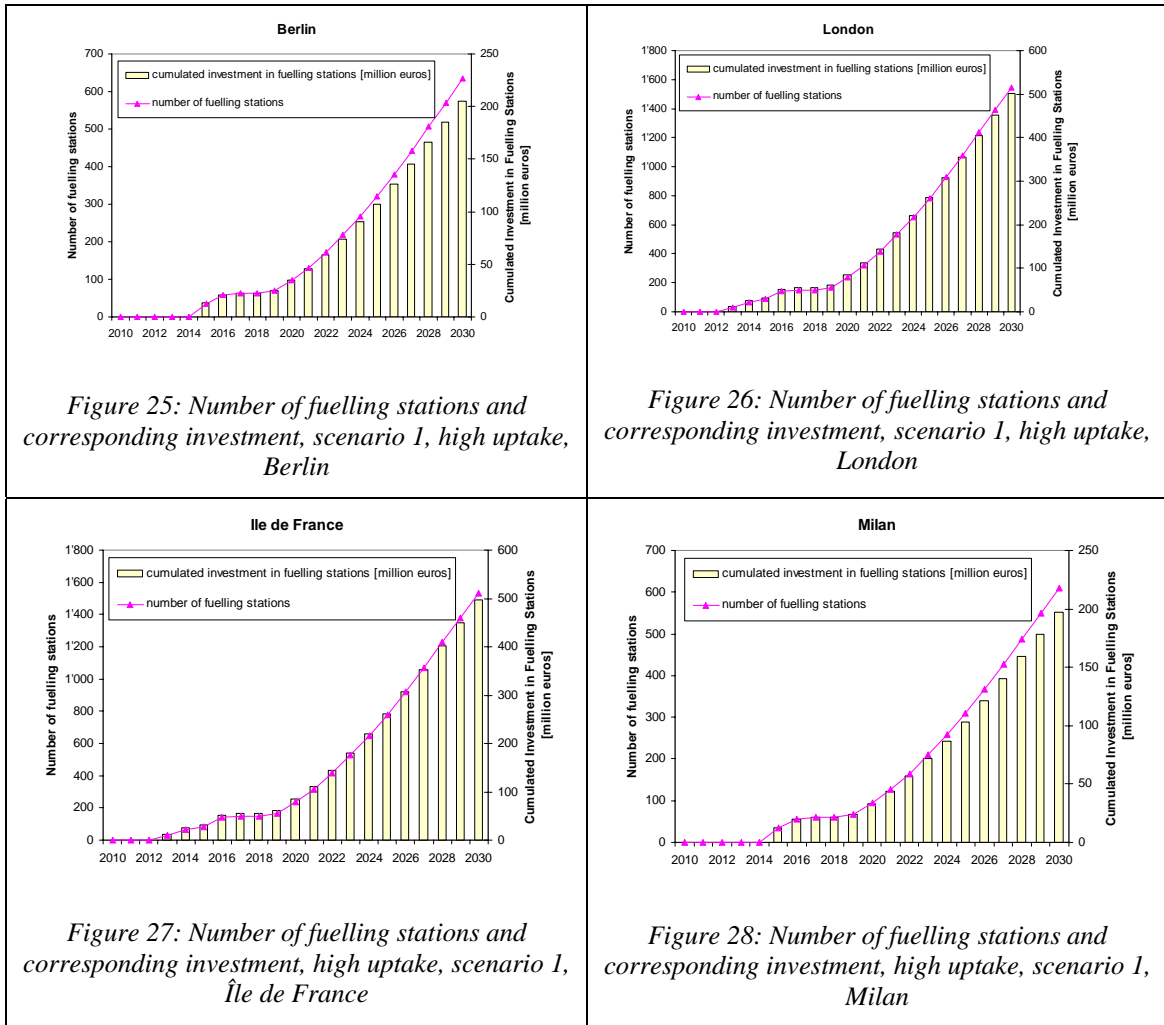 Berlin
700
600
500
400
300
200
100
0
Number of fuelling stations
cumulated investment in fuelling stations [million euros]
number of fuelling stations
250
200
150
100
50
0
Cumulated Investment in Fuelling Stations
[million euros]
2010 2012 2014 2016 2018 2020 2022 2024 2026 2028 2030
Figure 25: Number of fuelling stations and
corresponding investment, scenario 1, high uptake,
Berlin
London
1'800
1'600
1'400
1'200
1'000
800
600
400
200
0
Number of fuelling stations
cumulated investment in fuelling stations [million euros]
number of fuelling stations
600
500
400
300
200
100
0
Cumulated Investment in Fuelling Stations
[million euros]
2010 2012 2014 2016 2018 2020 2022 2024 2026 2028 2030
Figure 26: Number of fuelling stations and
corresponding investment, scenario 1, high uptake,
London
Ile de France
1'800
1'600
1'400
1'200
1'000
800
600
400
200
0
Number of fuelling stations
cumulated investment in fuelling stations [million euros]
number of fuelling stations
600
500
400
300
200
100
0
Cumulated Investment in Fuelling Stations
[million euros]
2010 2012 2014 2016 2018 2020 2022 2024 2026 2028 2030
Figure 27: Number of fuelling stations and
corresponding investment, high uptake, scenario 1,
Île de France
Milan
700
600
500
400
300
200
100
0
Number of fuelling stations
cumulated investment in fuelling stations [million euros]
number of fuelling stations
250
200
150
100
50
0
Cumulated Investment in Fuelling Stations
[million euros]
2010 2012 2014 2016 2018 2020 2022 2024 2026 2028 2030
Figure 28: Number of fuelling stations and
corresponding investment, high uptake, scenario 1,
Milan